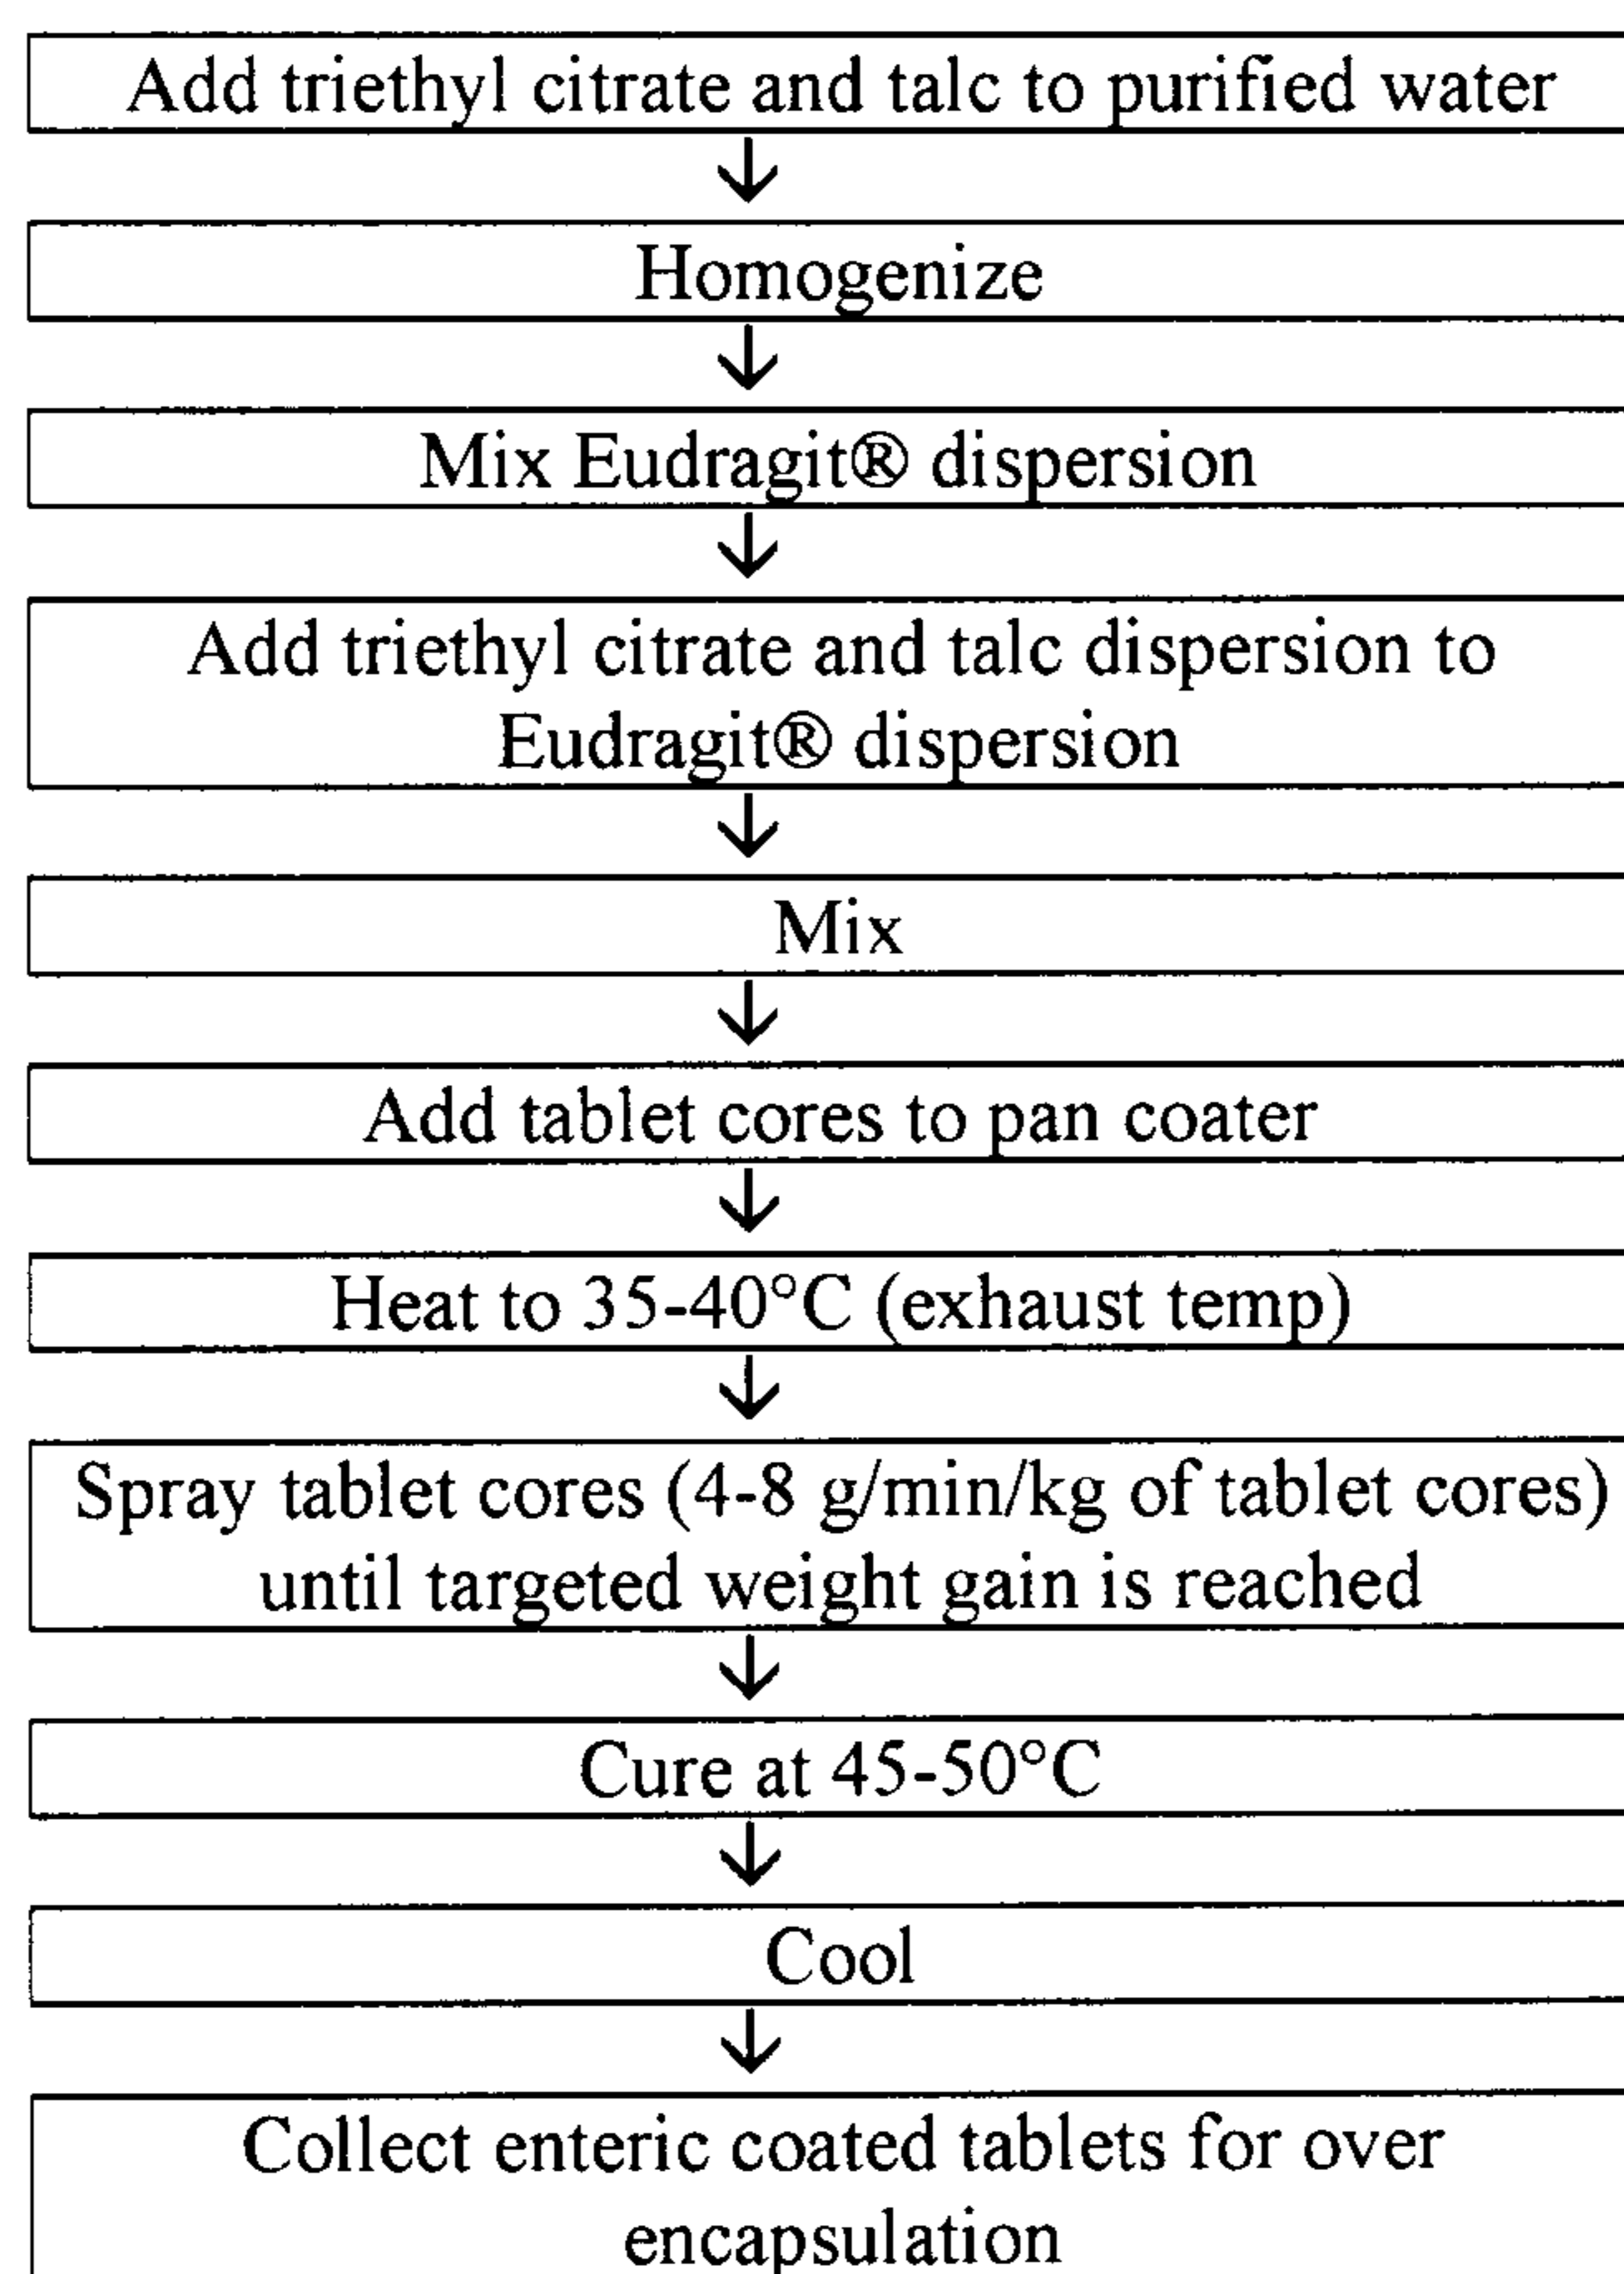 Add triethyl citrate and talc to purified water
Homogenize
Mix Eudragit® dispersion
Add triethyl citrate and talc dispersion to
Eudragit® dispersion
Mix
Add tablet cores to pan coater
Heat to 35-40°C (exhaust temp)
Spray tablet cores (4-8 g/min/kg of tablet cores)
until targeted weight gain is reached
Cure at 45-50°C
Cool
Collect enteric coated tablets for over
encapsulation